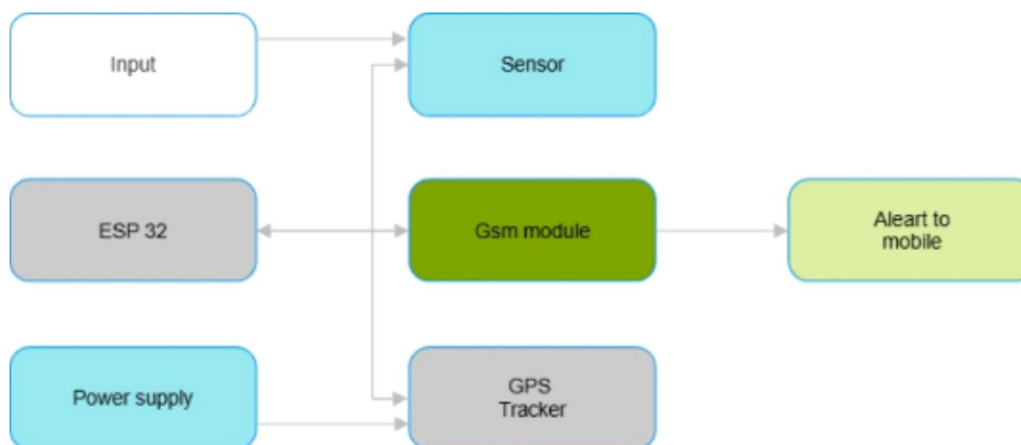 Input
Sensor
ESP 32
Gsm module
Aleart to
mobile
Power supply
GPS
Tracker